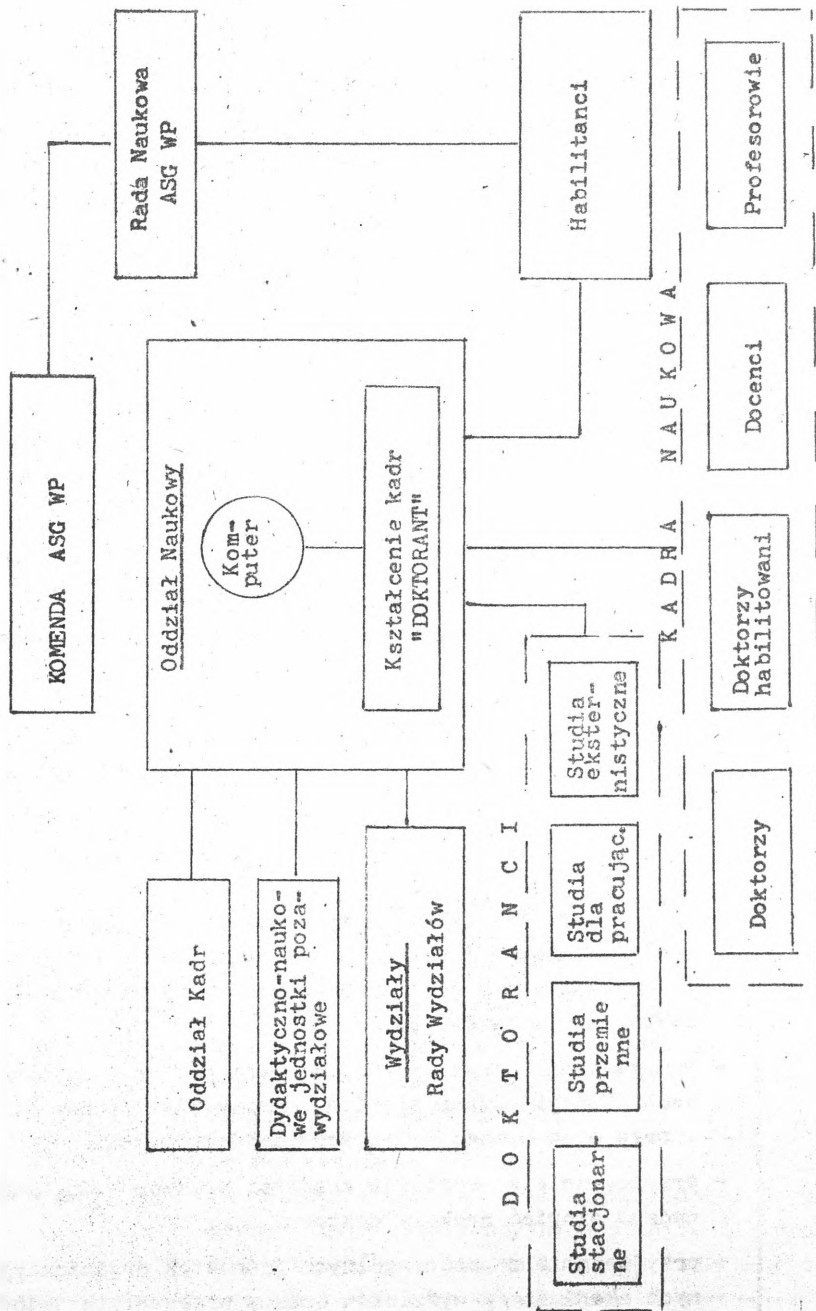 KOMENDA ASG WP
Rada Naukowa
ASG WP
Oddział Naukowy
Kom-
puter
Kształcenie kadr
"DOKTORANT"
Oddział Kadr
Dydaktyczno-nauko-
we jednostki poza-
wydziałowe
Wydziały
Rady Wydziałów
Habilitanci
D O K T O R A N C I
Studia
stacjonar-
ne
Studia
przemien
nne
Studia
dla
pracując.
Studia
ekster-
nistyczne
K A D R A   N A U K O W A
Doktorzy
Doktorzy
habilitowani
Docenci
Profesorowie